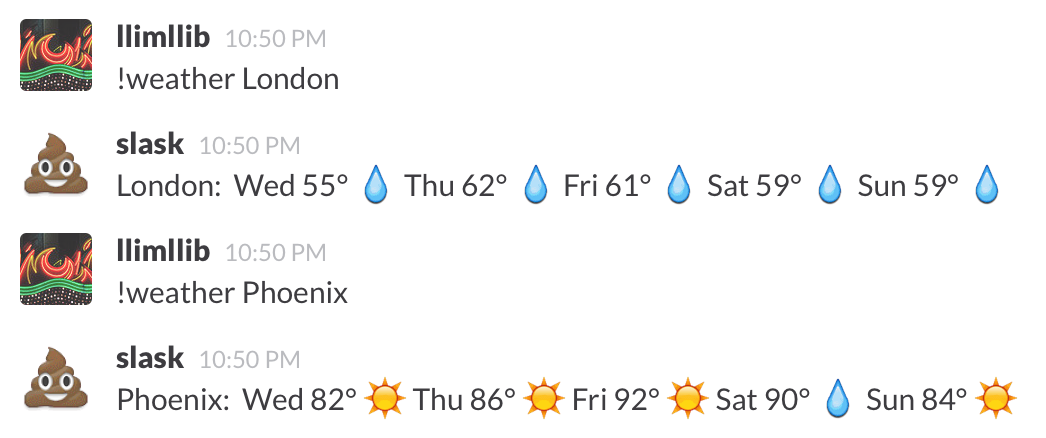 llimllib 10:50 PM
!weather London
slask 10:50 PM
London: Wed 55° 💧 Thu 62° 💧 Fri 61° 💧 Sat 59° 💧 Sun 59° 💧
llimllib 10:50 PM
!weather Phoenix
slask 10:50 PM
Phoenix: Wed 82° ☀️ Thu 86° ☀️ Fri 92° ☀️ Sat 90° 💧 Sun 84° ☀️